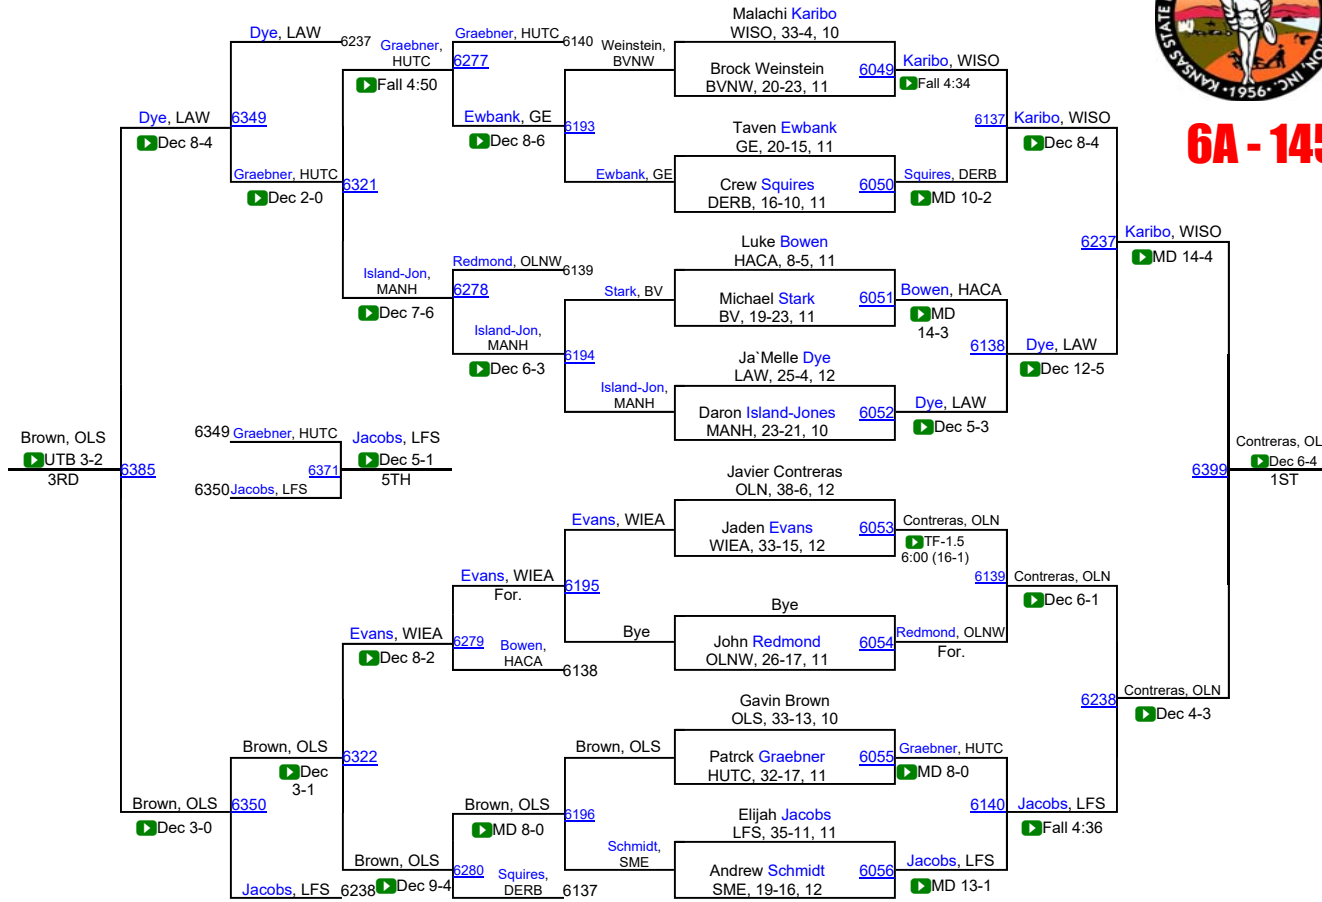 Malachi Karibo
WISO, 33-4, 10
Brock Weinstein
BVNW, 20-23, 11
6049
Karibo, WISO
Fall 4:34
Taven Ewbank
GE, 20-15, 11
Crew Squires
DERB, 16-10, 11
6050
Squires, DERB
MD 10-2
6137
Karibo, WISO
Dec 8-4
Luke Bowen
HACA, 8-5, 11
Michael Stark
BV, 19-23, 11
6051
Bowen, HACA
MD
14-3
Ja`Melle Dye
LAW, 25-4, 12
Daron Island-Jones
MANH, 23-21, 10
6052
Dye, LAW
Dec 5-3
6138
Dye, LAW
Dec 12-5
6237
Karibo, WISO
MD 14-4
Javier Contreras
OLN, 38-6, 12
Jaden Evans
WIEA, 33-15, 12
6053
Contreras, OLN
TF-1.5
6:00 (16-1)
Bye
John Redmond
OLNW, 26-17, 11
6054
Redmond, OLNW
For.
6139
Contreras, OLN
Dec 6-1
Gavin Brown
OLS, 33-13, 10
Patrck Graebner
HUTC, 32-17, 11
6055
Graebner, HUTC
MD 8-0
Elijah Jacobs
LFS, 35-11, 11
Andrew Schmidt
SME, 19-16, 12
6056
Jacobs, LFS
MD 13-1
6140
Jacobs, LFS
Fall 4:36
6238
Contreras, OLN
Dec 4-3
6399
Contreras, OL
Dec 6-4
1ST
Weinstein,
BVNW
Ewbank, GE
6193
Stark, BV
Island-Jon,
MANH
6194
Evans, WIEA
Bye
6195
Brown, OLS
Schmidt,
SME
6196
Graebner, HUTC
6140
6277
Ewbank, GE
Dec 8-6
Redmond, OLNW
6139
6278
Island-Jon,
MANH
Dec 6-3
Evans, WIEA
For.
6279
Bowen,
HACA
6138
Brown, OLS
MD 8-0
6280
Squires,
DERB
6137
Graebner,
HUTC
Fall 4:50
6321
Island-Jon,
MANH
Dec 7-6
Evans, WIEA
Dec 8-2
6322
Brown, OLS
Dec 9-4
Dye, LAW
6237
6349
Graebner, HUTC
Dec 2-0
Brown, OLS
Dec
3-1
6350
Jacobs, LFS
6238
Dye, LAW
Dec 8-4
Brown, OLS
Dec 3-0
6385
Brown, OLS
UTB 3-2
3RD
6349
Graebner, HUTC
6350
Jacobs, LFS
6371
Jacobs, LFS
Dec 5-1
5TH
KANSAS STATE
ION, INC.
•1956•
6A - 145